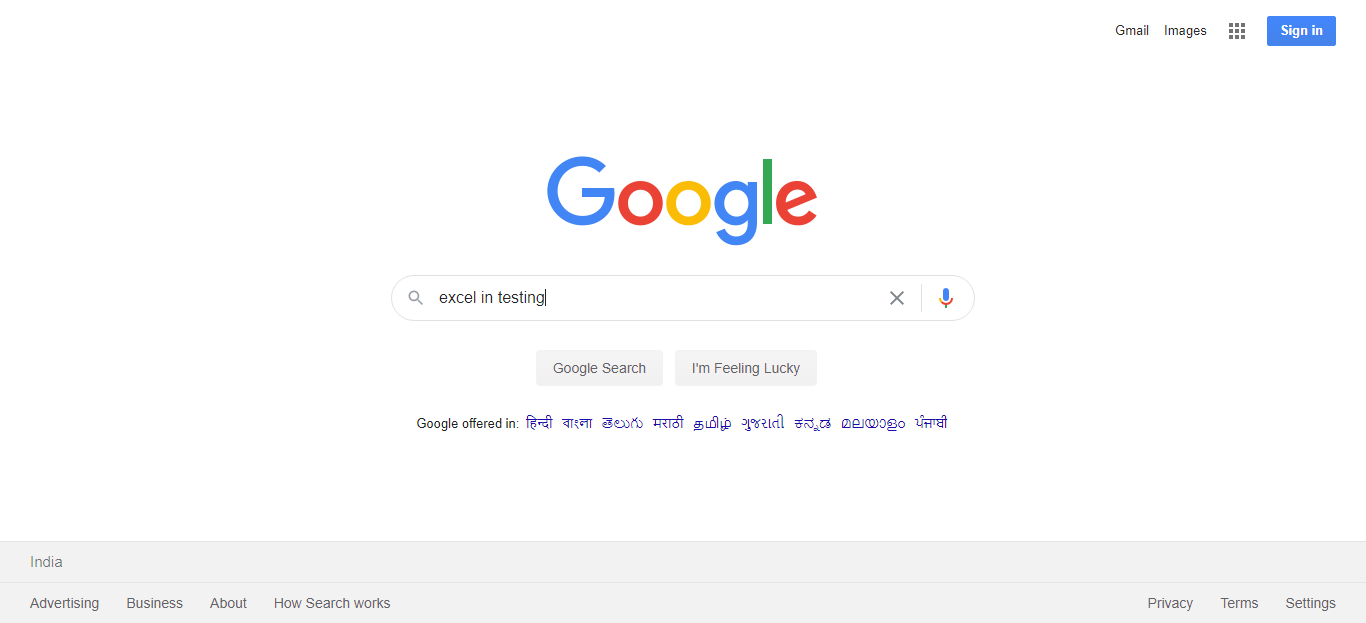 Gmail Images Sign in
Google
excel in testing
Google Search I'm Feeling Lucky
Google offered in: हिन्दी বাংলা తెలుగు मराठी தமிழ் ગુજરાતી ಕನ್ನಡ മലയാളം ਪੰਜਾਬੀ
India
Advertising Business About How Search works Privacy Terms Settings